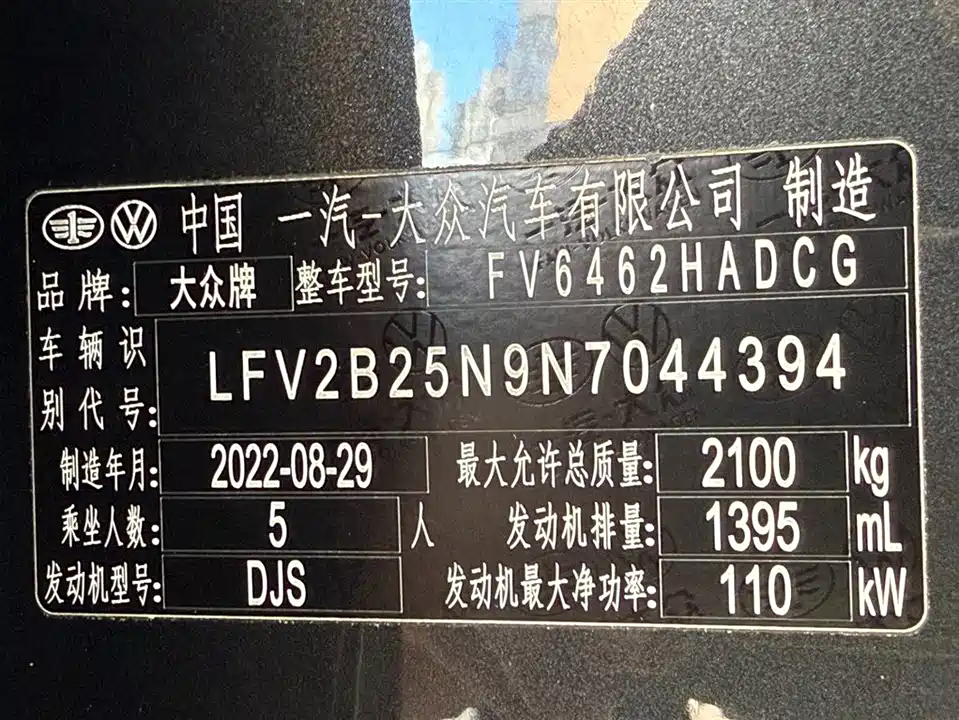 中国 一汽-大众汽车有限公司 制造
品牌: 大众牌 整车型号: FV6462HADCG
车辆识
别代号: LFV2B25N9N7044394
制造年月: 2022-08-29 最大允许总质量: 2100 kg
乘坐人数: 5 人 发动机排量: 1395 mL
发动机型号: DJS 发动机最大净功率: 110 kW